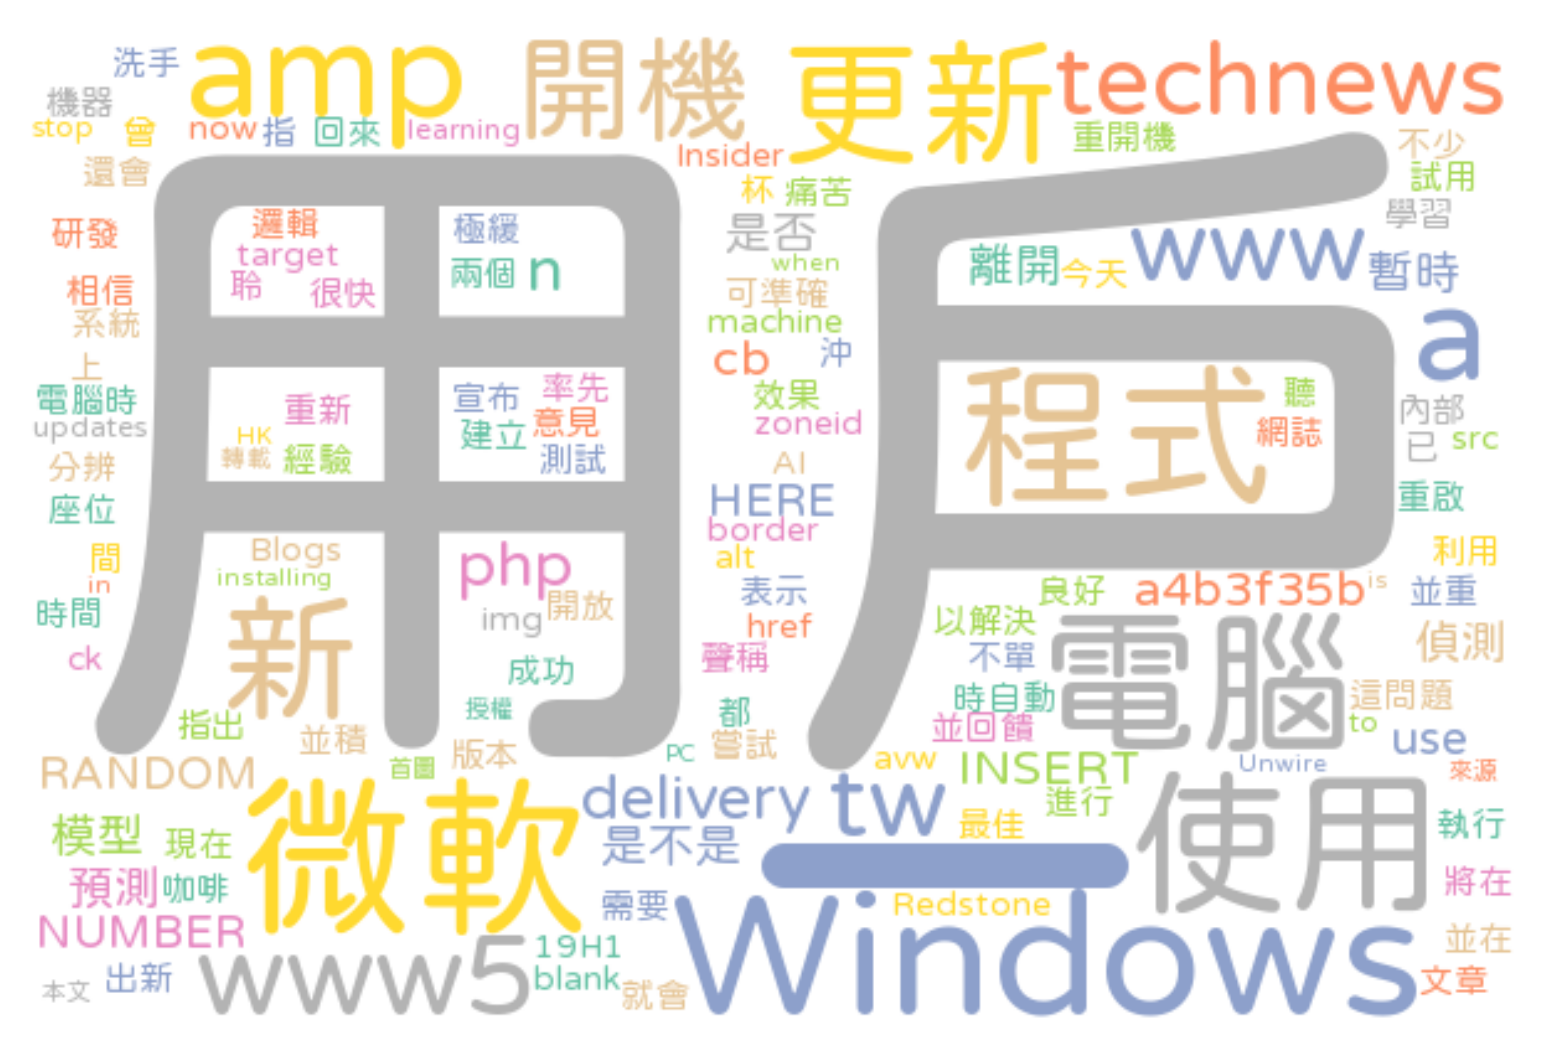 洗手 amp 開機 更新 technews
機器
stop 曾 now 指 回來 learning 重開機 不少
還會 Insider 杯 痛苦 試用
用戶
研發 邏輯 極緩 是否 學習
target 兩個 n when 離開 今天 www 暫時
相信 聆 很快 可準確
系統 machine a
上 cb 沖
電腦時 重新 宣布 率先 效果 程式 聽 內部
updates HK 建立 意見 zoneid 網誌 已 src
分辨 轉載 經驗 測試 AI
座位 HERE 重啟
間 Blogs php border 利用
in installing alt
時間 新 img 開放 表示 良好 a4b3f35b is 並重
ck 成功 href 以解決 電腦 偵測
聲稱 不單
指出 授權 都 時自動 這問題
並積 版本 PC 嘗試 並回饋 to use
RANDOM 首圖 avw INSERT Unwire 來源
模型 現在 微軟 delivery tw 進行 使用
是不是 最佳 執行
預測 咖啡 一 將在
NUMBER 需要 Windows Redstone 並在
本文 出新 www5 19H1 文章
blank 就會